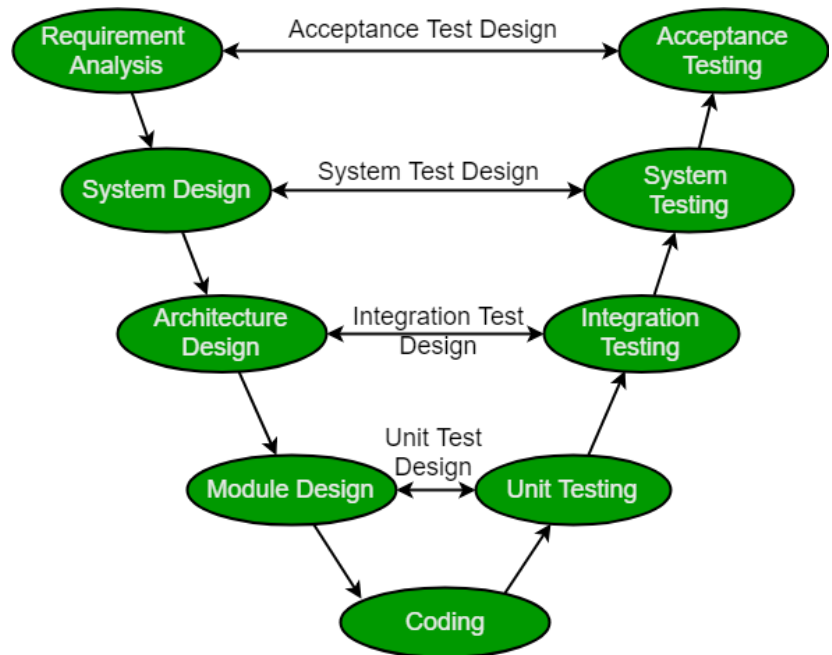 Requirement
Analysis
Acceptance Test Design
Acceptance
Testing
System Design
System Test Design
System
Testing
Architecture
Design
Integration Test
Design
Integration
Testing
Module Design
Unit Test
Design
Unit Testing
Coding